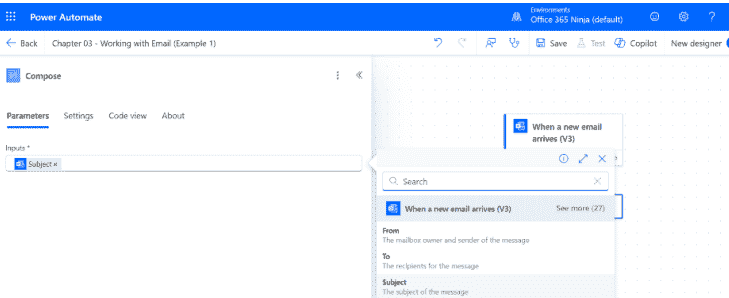 Power Automate
Environments
Office 365 Ninja (default)
?
Back
Chapter 03 - Working with Email (Example 1)
Save
Test
Copilot
New designer
Compose
Parameters
Settings
Code view
About
Inputs *
Subject ×
When a new email
arrives (V3)
Search
When a new email arrives (V3)
See more (27)
From
The mailbox owner and sender of the message
To
The recipients for the message
Subject
The subject of the message